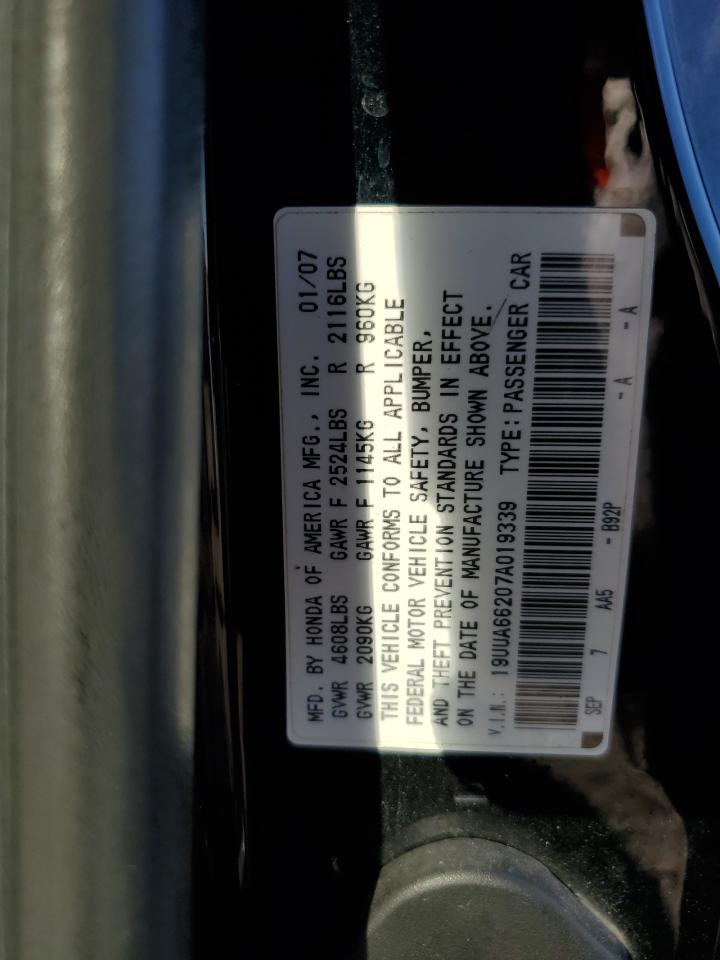 MFD. BY HONDA OF AMERICA MFG., INC. 01/07
GVWR 4608LBS GAWR F 2524LBS R 2116LBS
GVWR 2090KG GAWR F 1145KG R 960KG
THIS VEHICLE CONFORMS TO ALL APPLICABLE
FEDERAL MOTOR VEHICLE SAFETY, BUMPER,
AND THEFT PREVENTION STANDARDS IN EFFECT
ON THE DATE OF MANUFACTURE SHOWN ABOVE.
V.I.N.: 19UUA66207A019339 TYPE: PASSENGER CAR
SEP 7 AA5 - B92P - A - A